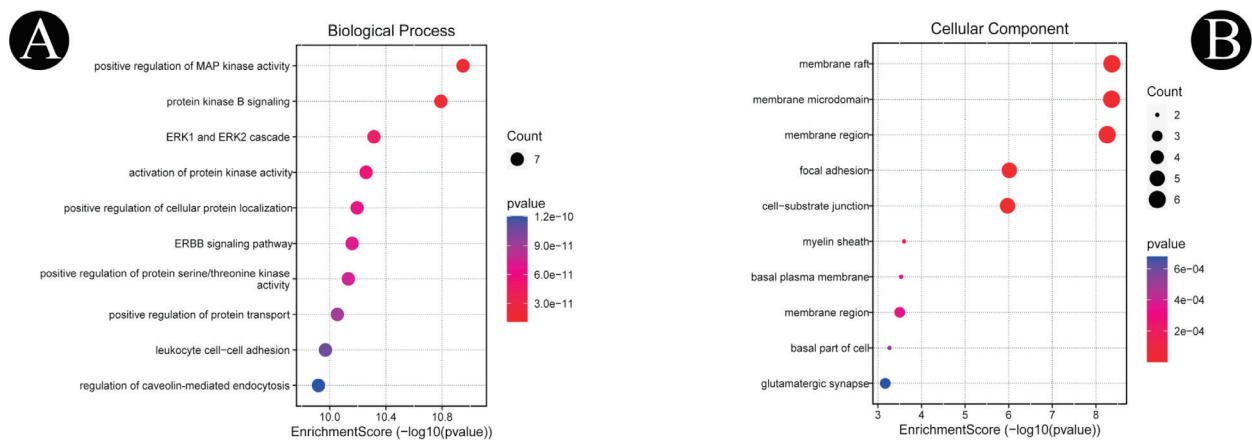 A
Biological Process
positive regulation of MAP kinase activity
protein kinase B signaling
ERK1 and ERK2 cascade
activation of protein kinase activity
positive regulation of cellular protein localization
ERBB signaling pathway
positive regulation of protein serine/threonine kinase
activity
positive regulation of protein transport
leukocyte cell-cell adhesion
regulation of caveolin-mediated endocytosis
10.0 10.4 10.8
EnrichmentScore (-log10(pvalue))
Count
7
pvalue
1.2e-10
9.0e-11
6.0e-11
3.0e-11
B
Cellular Component
membrane raft
membrane microdomain
membrane region
focal adhesion
cell-substrate junction
myelin sheath
basal plasma membrane
membrane region
basal part of cell
glutamatergic synapse
3 4 5 6 7 8
EnrichmentScore (-log10(pvalue))
Count
2
3
4
5
6
pvalue
6e-04
4e-04
2e-04